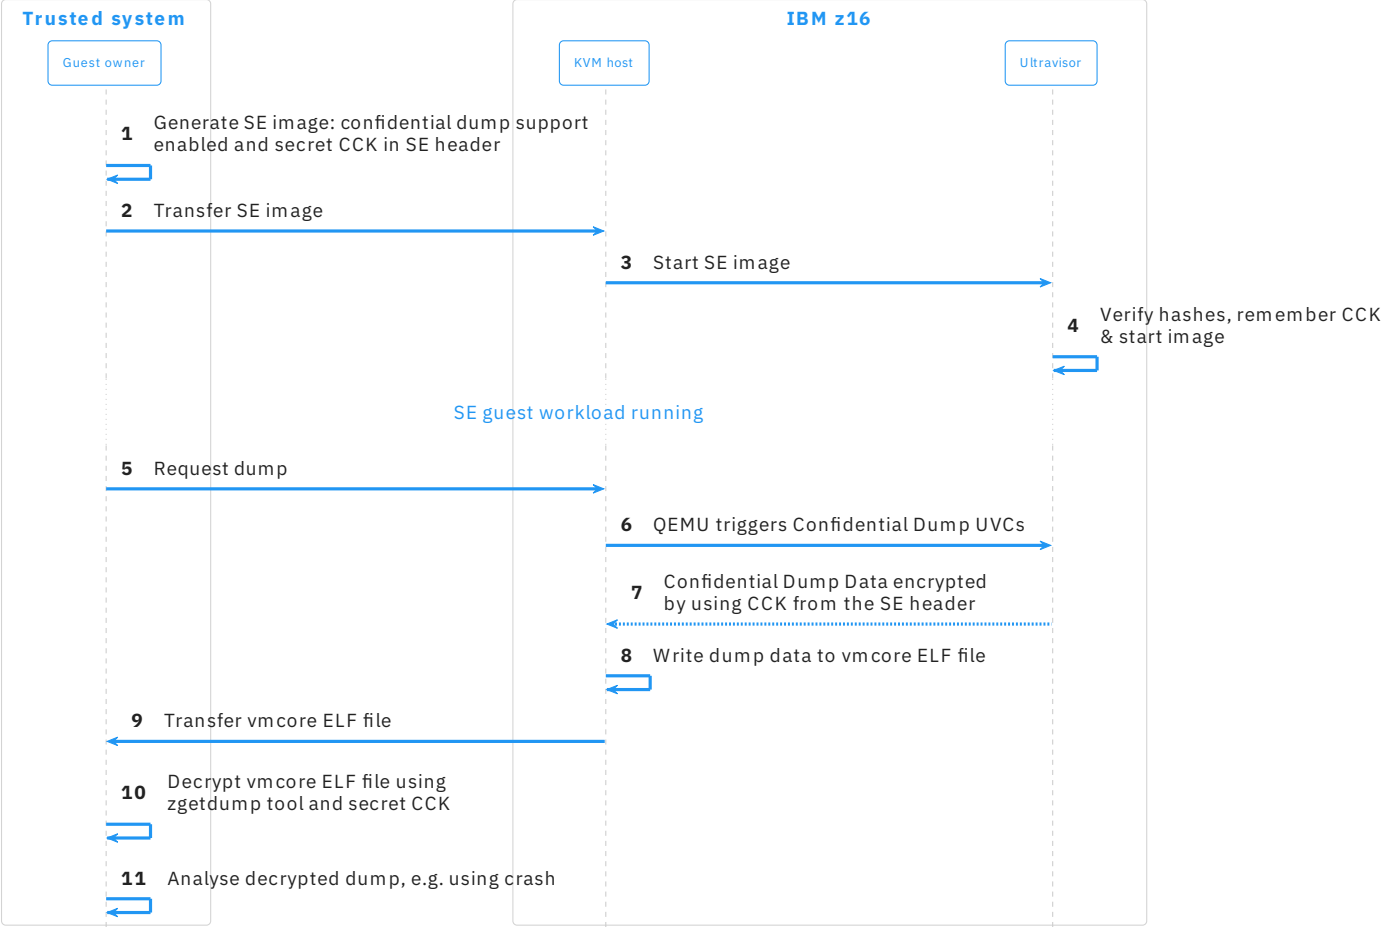 Trusted system
IBM z16
Guest owner
KVM host
Ultravisor
1 Generate SE image: confidential dump support
enabled and secret CCK in SE header
2 Transfer SE image
3 Start SE image
4 Verify hashes, remember CCK
& start image
SE guest workload running
5 Request dump
6 QEMU triggers Confidential Dump UVCs
7 Confidential Dump Data encrypted
by using CCK from the SE header
8 Write dump data to vmcore ELF file
9 Transfer vmcore ELF file
10 Decrypt vmcore ELF file using
zgetdump tool and secret CCK
11 Analyse decrypted dump, e.g. using crash